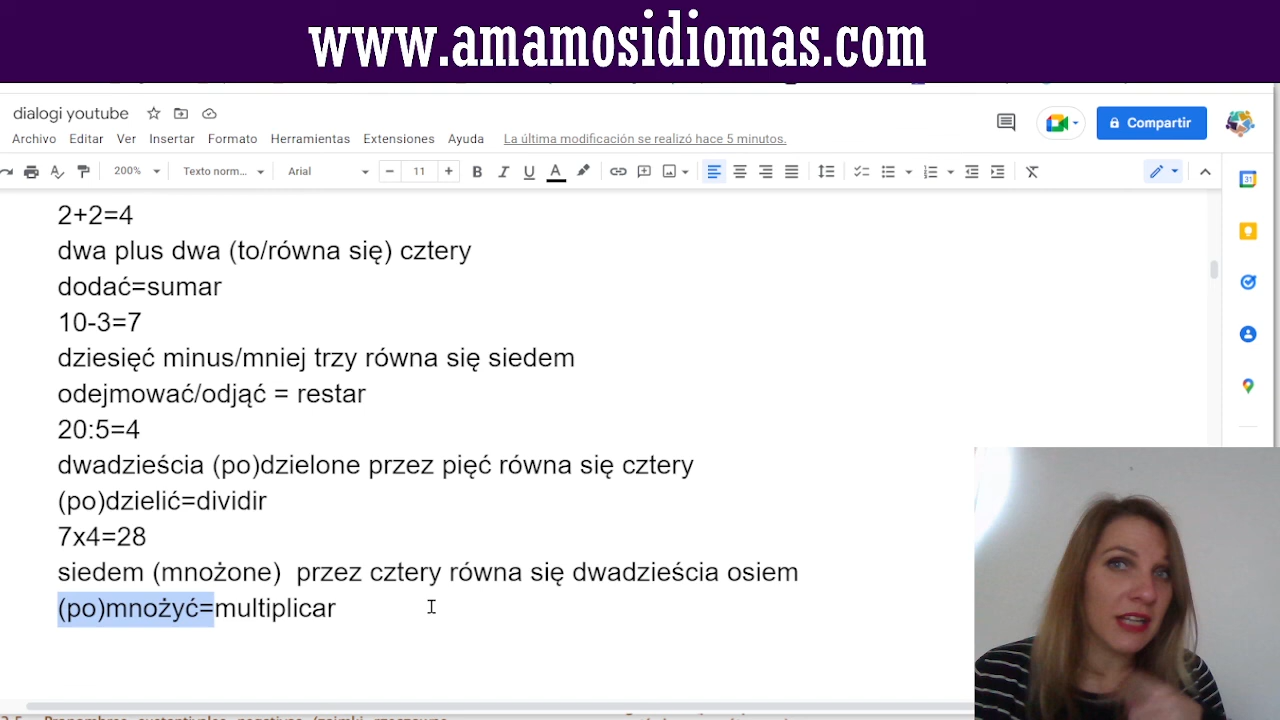 www.amamosidiomas.com
dialogi youtube
Archivo Editar Ver Insertar Formato Herramientas Extensiones Ayuda La última modificación se realizó hace 5 minutos.
Compartir
200% Texto norm... Arial 11
2+2=4
dwa plus dwa (to/równa się) cztery
dodać=sumar
10-3=7
dziesięć minus/mniej trzy równa się siedem
odejmować/odjąć = restar
20:5=4
dwadzieścia (po)dzielone przez pięć równa się cztery
(po)dzielić=dividir
7x4=28
siedem (mnożone) przez cztery równa się dwadzieścia osiem
(po)mnożyć=multiplicar